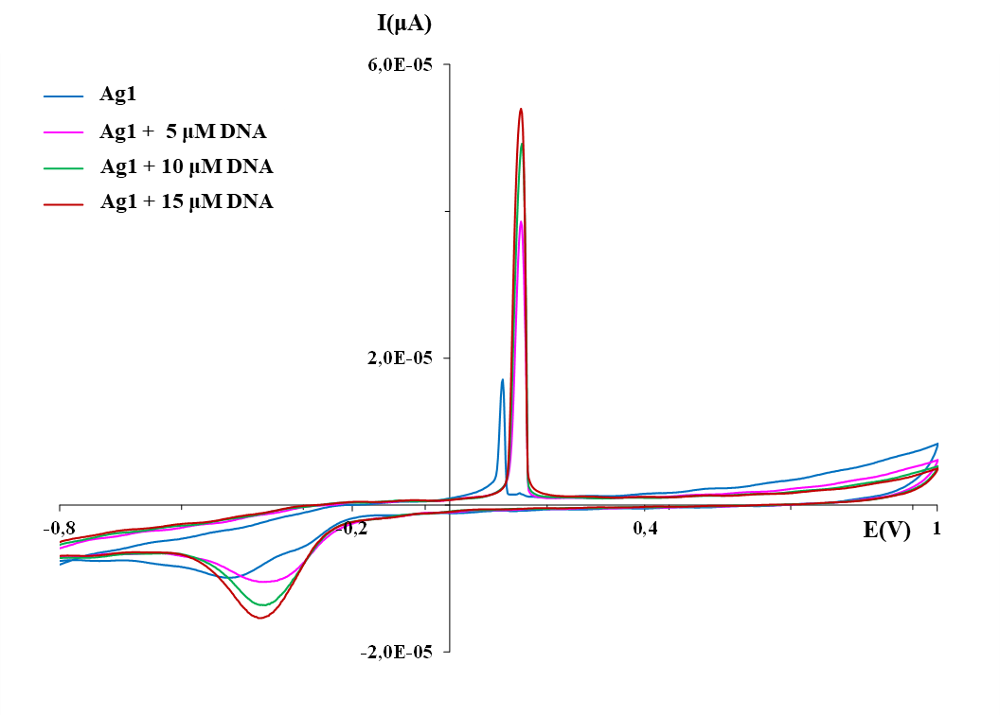 I(μA)
6,0E-05
Ag1
Ag1 + 5 μM DNA
Ag1 + 10 μM DNA
Ag1 + 15 μM DNA
2,0E-05
-0,8
-0,2
0,4
E(V)
1
-2,0E-05